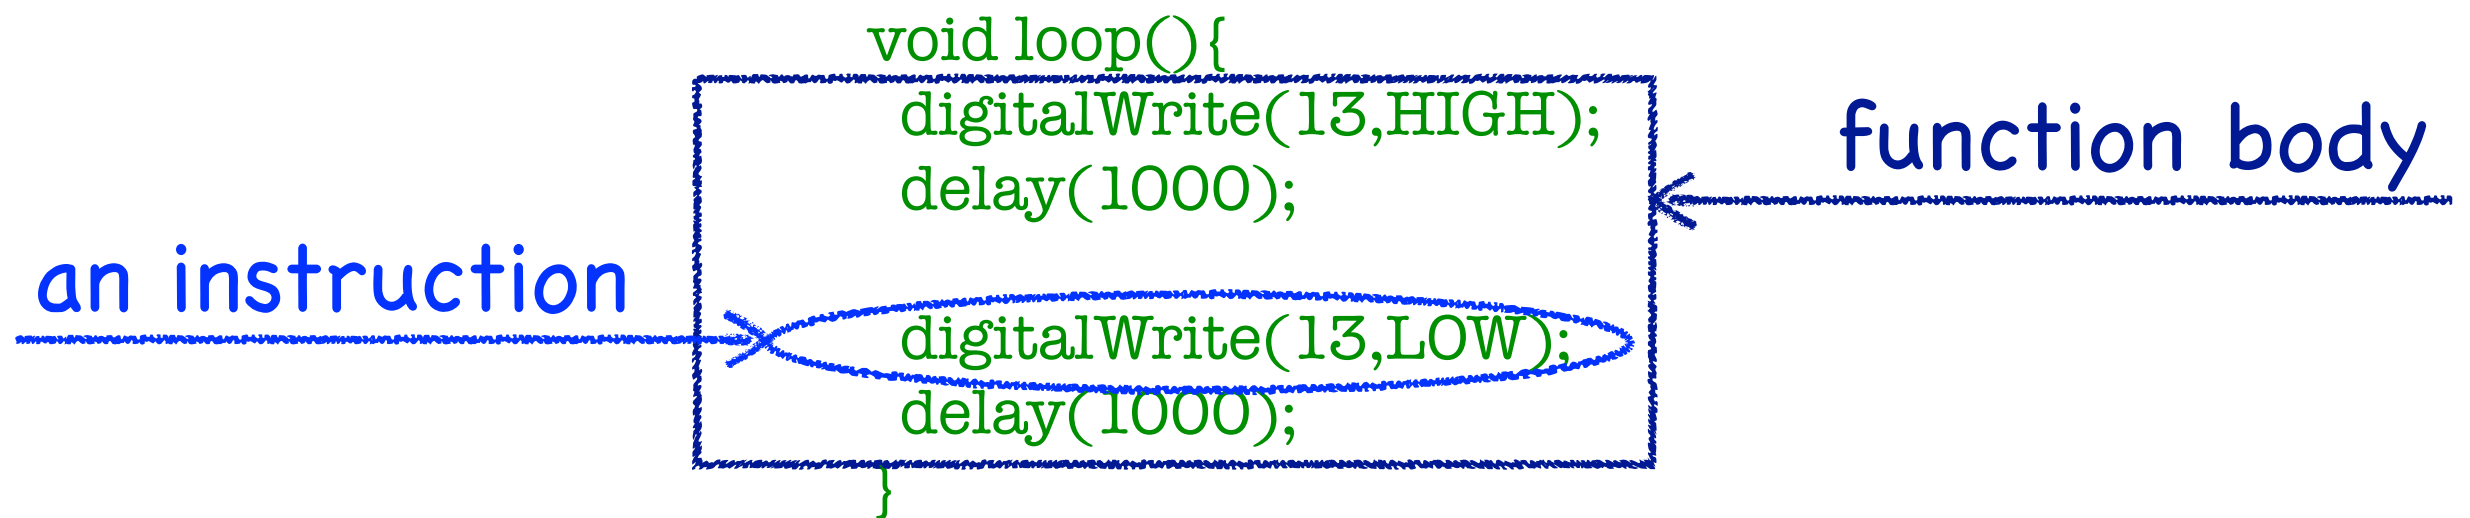 void loop(){
digitalWrite(13,HIGH);
function body
delay(1000);
an instruction
digitalWrite(13,LOW);
delay(1000);
}